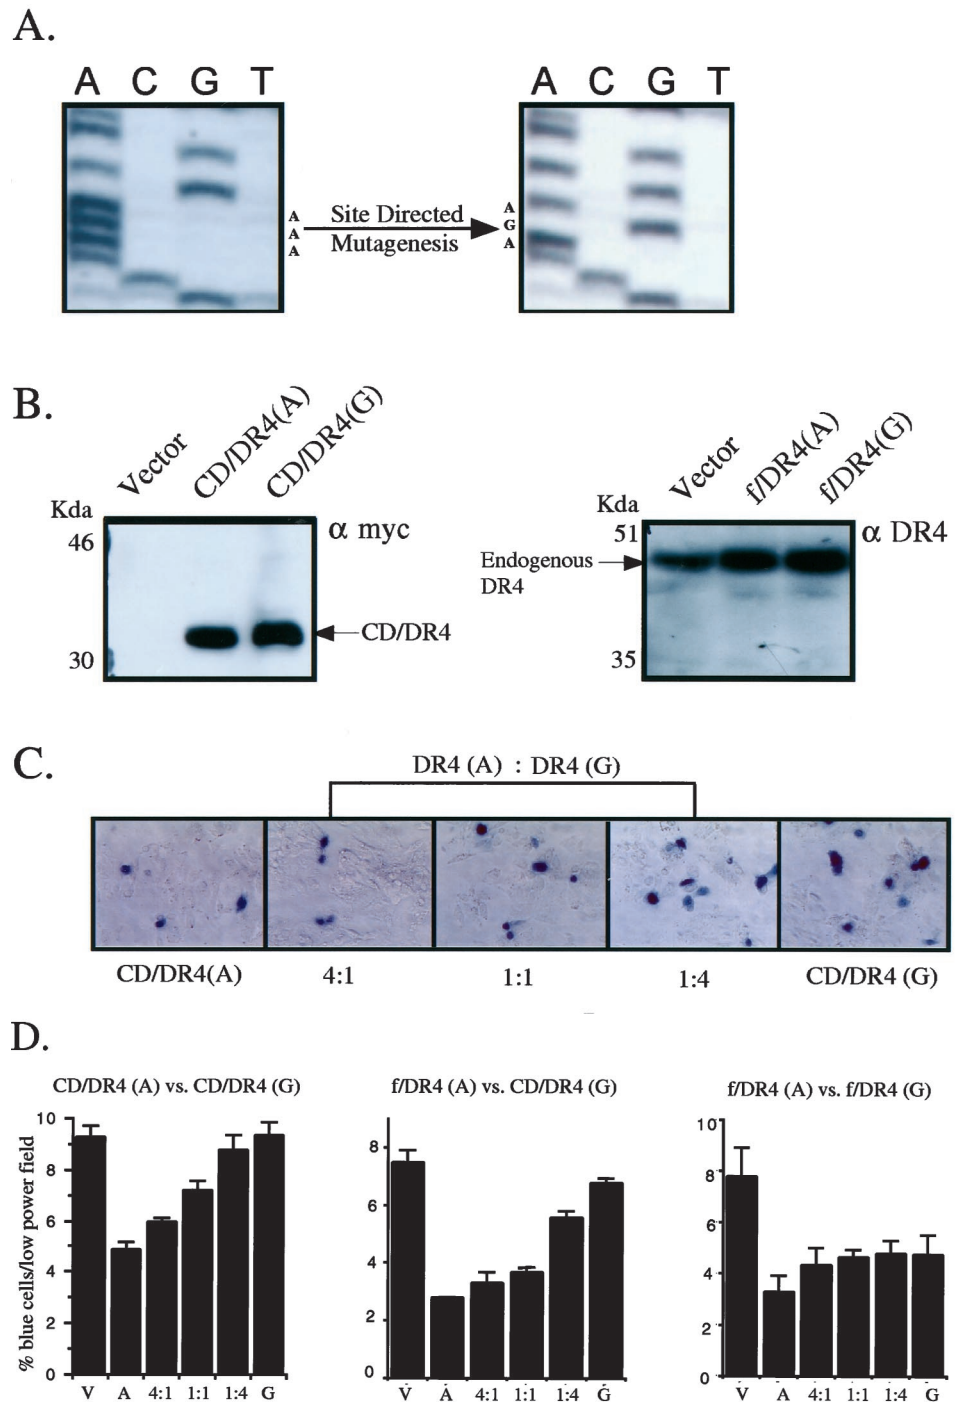 A.
A C G T
A C G T
A
A
A
Site Directed
Mutagenesis
A
G
A
B.
Vector
CD/DR4(A)
CD/DR4(G)
Kda
46
30
α myc
CD/DR4
Vector
f/DR4(A)
f/DR4(G)
Kda
51
35
α DR4
Endogenous
DR4
C.
DR4 (A) : DR4 (G)
CD/DR4(A) 4:1 1:1 1:4 CD/DR4 (G)
D.
CD/DR4 (A) vs. CD/DR4 (G)
% blue cells/low power field
10
8
6
4
2
0
V A 4:1 1:1 1:4 G
f/DR4 (A) vs. CD/DR4 (G)
8
6
4
2
0
V A 4:1 1:1 1:4 G
f/DR4 (A) vs. f/DR4 (G)
10
8
6
4
2
0
V A 4:1 1:1 1:4 G